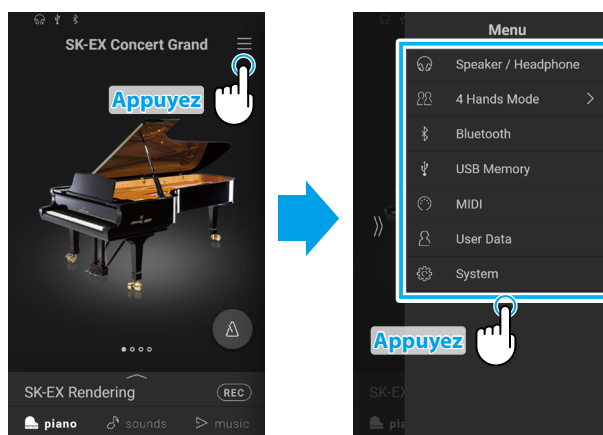 SK-EX Concert Grand
Appuyez
SK-EX Rendering
REC
piano
sounds
music
Menu
Speaker / Headphone
4 Hands Mode
Bluetooth
USB Memory
MIDI
User Data
System
Appuyez
SK-EX
pia